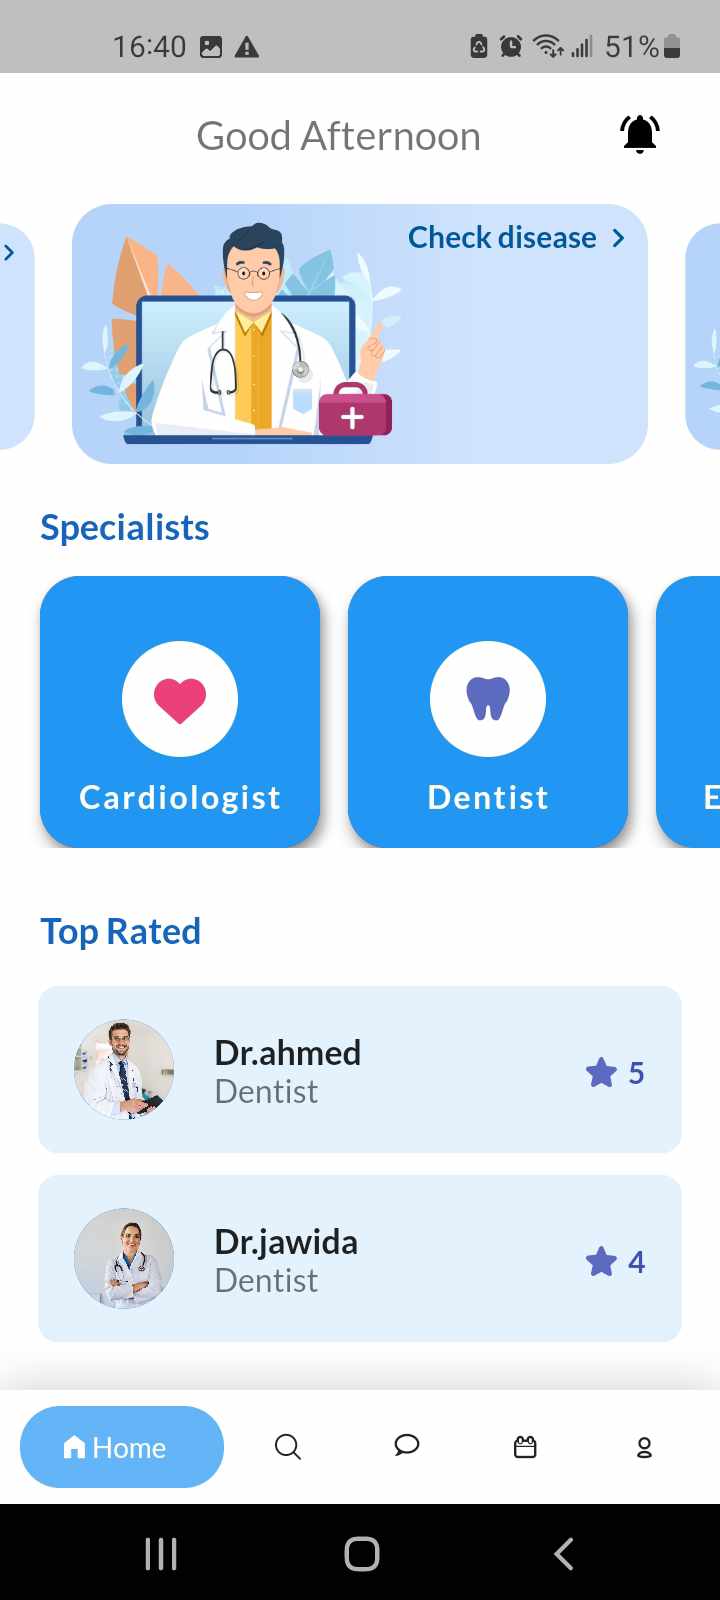 16:40 51%
Good Afternoon
Check disease
Specialists
Cardiologist
Dentist
E
Top Rated
Dr.ahmed
Dentist
5
Dr.jawida
Dentist
4
Home